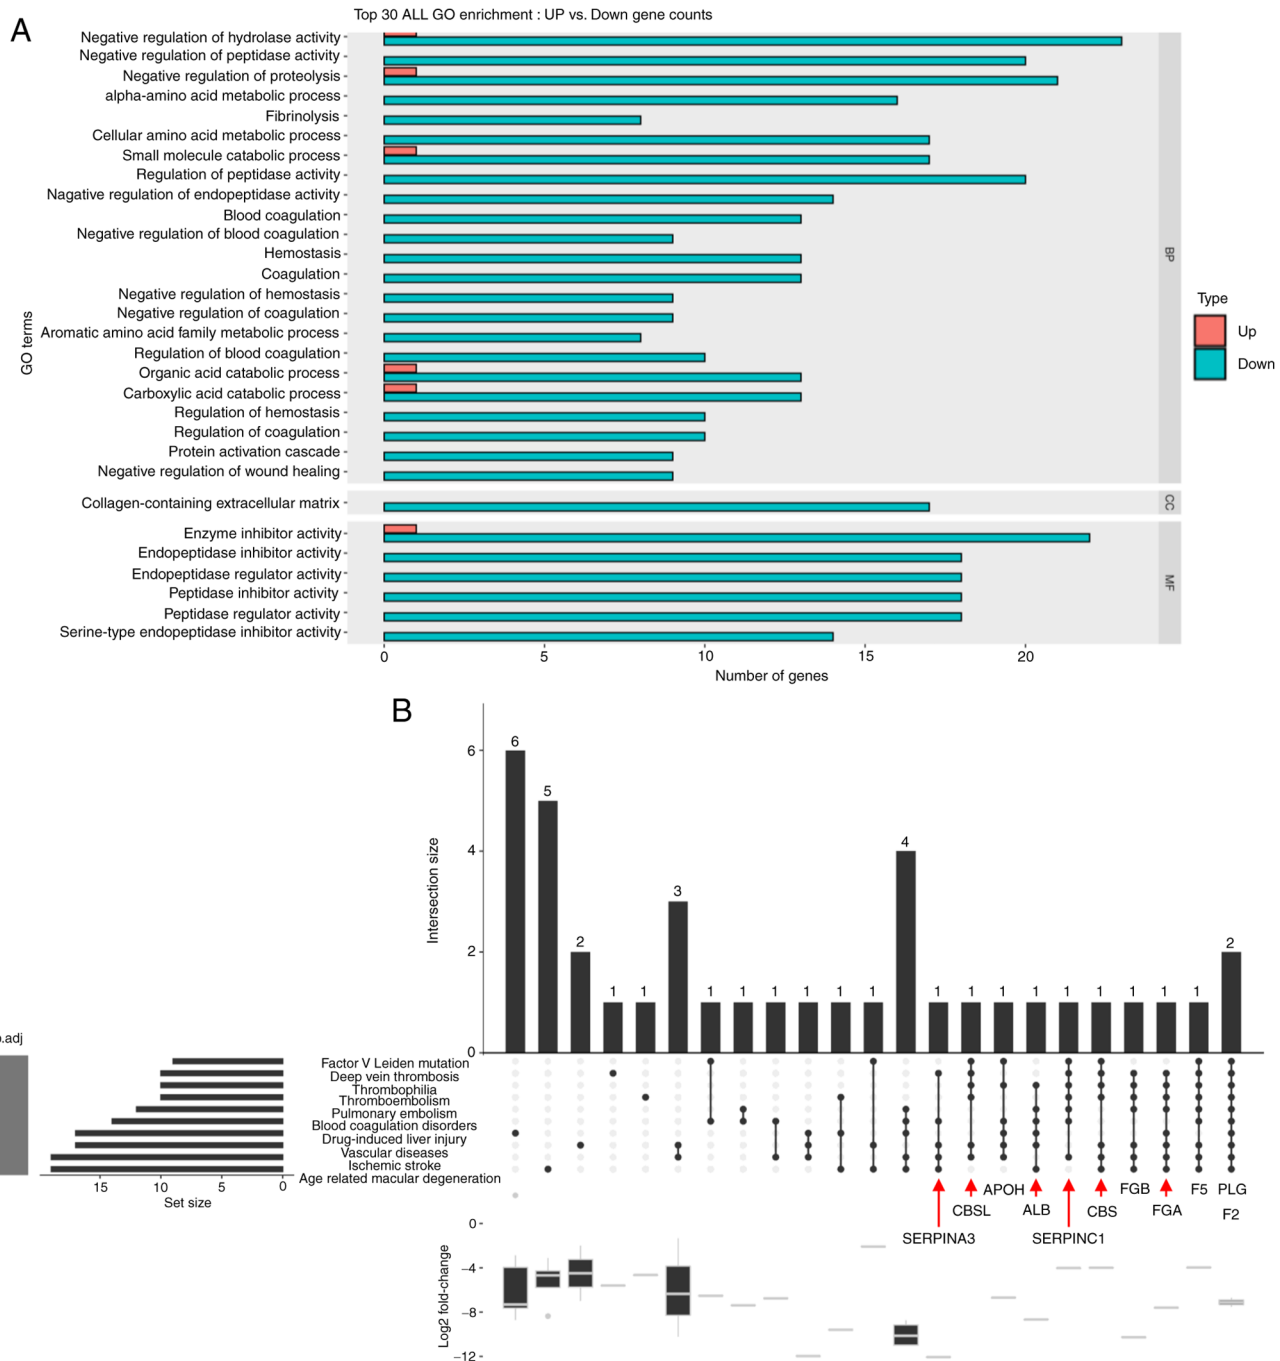 A
Top 30 ALL GO enrichment : UP vs. Down gene counts
Negative regulation of hydrolase activity
Negative regulation of peptidase activity
Negative regulation of proteolysis
alpha-amino acid metabolic process
Fibrinolysis
Cellular amino acid metabolic process
Small molecule catabolic process
Regulation of peptidase activity
Nagative regulation of endopeptidase activity
Blood coagulation
Negative regulation of blood coagulation
Hemostasis
Coagulation
Negative regulation of hemostasis
Negative regulation of coagulation
Aromatic amino acid family metabolic process
Regulation of blood coagulation
Organic acid catabolic process
Carboxylic acid catabolic process
Regulation of hemostasis
Regulation of coagulation
Protein activation cascade
Negative regulation of wound healing
Collagen-containing extracellular matrix
Enzyme inhibitor activity
Endopeptidase inhibitor activity
Endopeptidase regulator activity
Peptidase inhibitor activity
Peptidase regulator activity
Serine-type endopeptidase inhibitor activity
GO terms
BP
CC
MF
0 5 10 15 20
Number of genes
Type
Up
Down
B
Intersection size
6
4
2
0
6 5 2 1 1 3 1 1 1 1 1 1 4 1 1 1 1 1 1 1 1 1 2
p.adj
Factor V Leiden mutation
Deep vein thrombosis
Thrombophilia
Thromboembolism
Pulmonary embolism
Blood coagulation disorders
Drug-induced liver injury
Vascular diseases
Ischemic stroke
Age related macular degeneration
15 10 5 0
Set size
APOH FGB F5 PLG
CBSL ALB CBS FGA F2
SERPINA3 SERPINC1
Log2 fold-change
0
−4
−8
−12